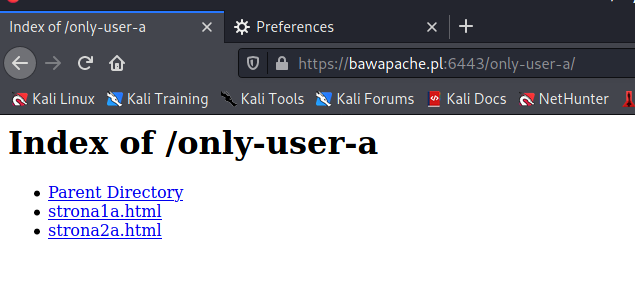 Index of /only-user-a
Preferences
https://bawapache.pl:6443/only-user-a/
Kali Linux Kali Training Kali Tools Kali Forums Kali Docs NetHunter
Index of /only-user-a
Parent Directory
strona1a.html
strona2a.html